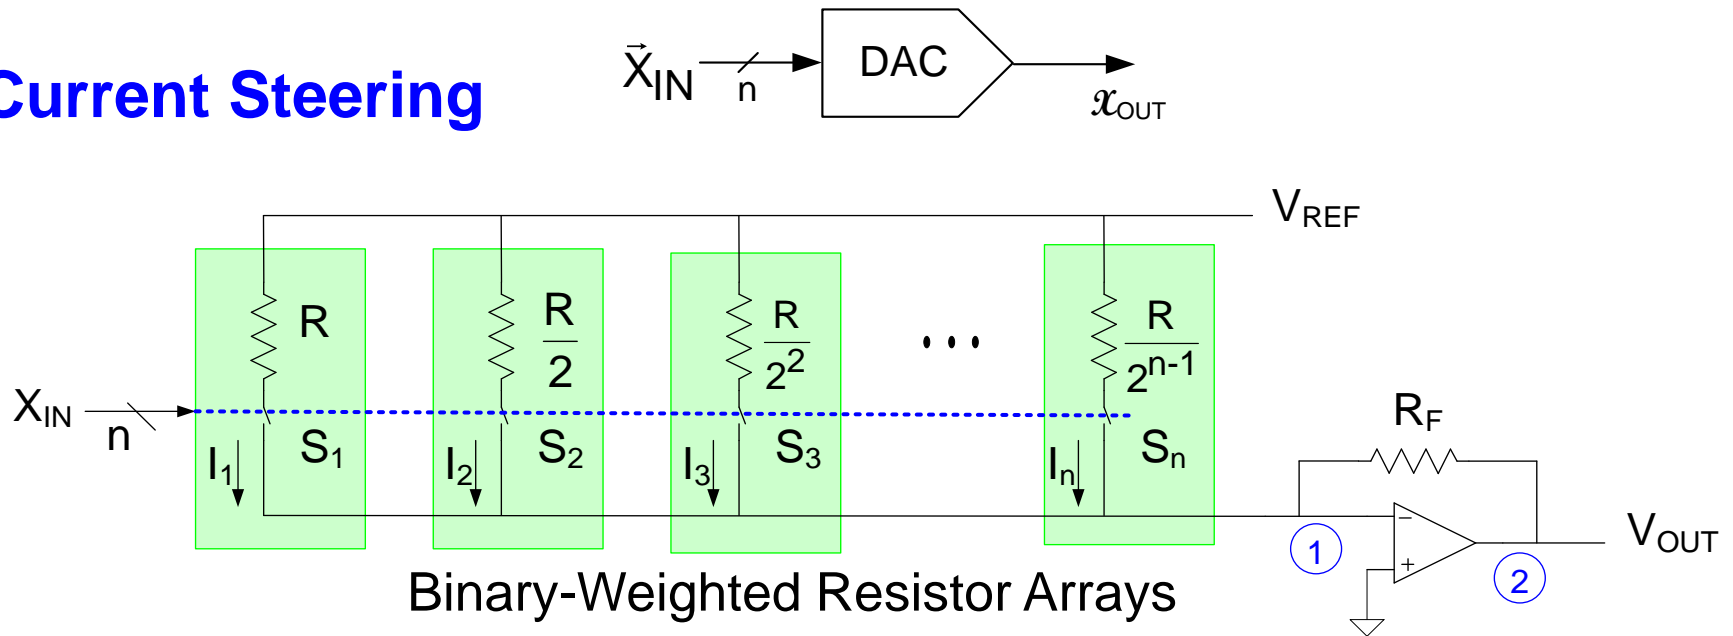 Current Steering
X⃗IN n DAC 𝓍OUT
VREF
R R/2 R/2² ... R/2ⁿ⁻¹
XIN n
I₁ S₁ I₂ S₂ I₃ S₃ Iₙ Sₙ
RF
− + 1 2 VOUT
Binary-Weighted Resistor Arrays